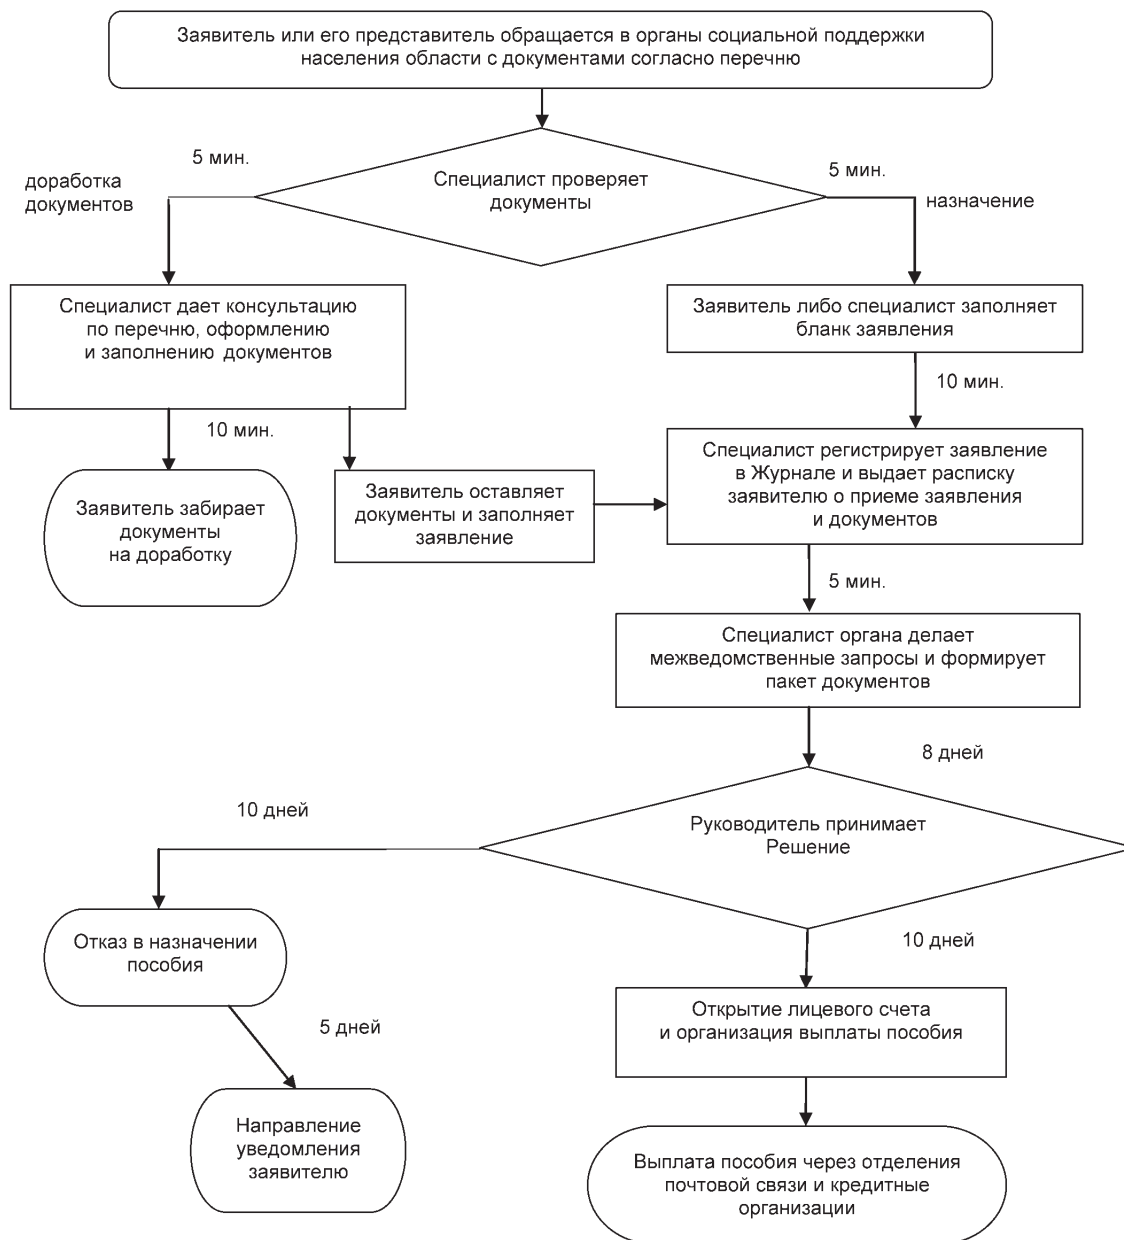 Заявитель или его представитель обращается в органы социальной поддержки
населения области с документами согласно перечню
5 мин.
доработка
документов
Специалист проверяет
документы
5 мин.
назначение
Специалист дает консультацию
по перечню, оформлению
и заполнению документов
Заявитель либо специалист заполняет
бланк заявления
10 мин.
10 мин.
Заявитель забирает
документы
на доработку
Заявитель оставляет
документы и заполняет
заявление
Специалист регистрирует заявление
в Журнале и выдает расписку
заявителю о приеме заявления
и документов
5 мин.
Специалист органа делает
межведомственные запросы и формирует
пакет документов
8 дней
10 дней
Руководитель принимает
Решение
Отказ в назначении
пособия
10 дней
5 дней
Открытие лицевого счета
и организация выплаты пособия
Направление
уведомления
заявителю
Выплата пособия через отделения
почтовой связи и кредитные
организации